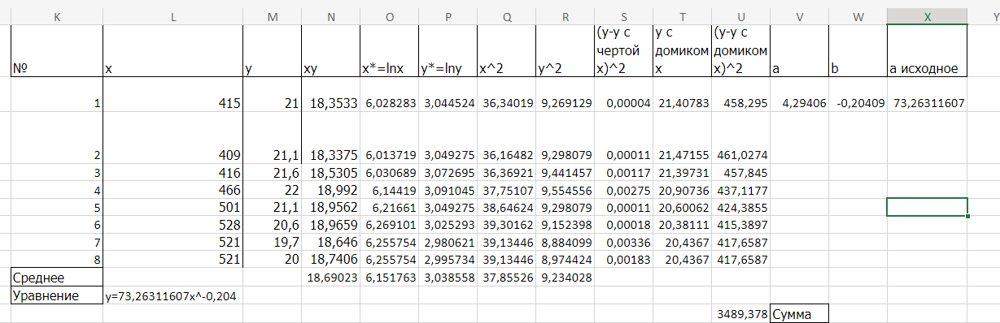 K L M N O P Q R S T U V W X Y
№ x y xy x*=lnx y*=lny x^2 y^2 (y-y с чертой x)^2 y с домиком x (y-y с домиком x)^2 a b а исходное
1 415 21 18,3533 6,028283 3,044524 36,34019 9,269129 0,00004 21,40783 458,295 4,29406 -0,20409 73,26311607
2 409 21,1 18,3375 6,013719 3,049275 36,16482 9,298079 0,00011 21,47155 461,0274
3 416 21,6 18,5305 6,030689 3,072695 36,36921 9,441457 0,00117 21,39731 457,845
4 466 22 18,992 6,14419 3,091045 37,75107 9,554556 0,00275 20,90736 437,1177
5 501 21,1 18,9562 6,21661 3,049275 38,64624 9,298079 0,00011 20,60062 424,3855
6 528 20,6 18,9659 6,269101 3,025293 39,30162 9,152398 0,00018 20,38111 415,3897
7 521 19,7 18,646 6,255754 2,980621 39,13446 8,884099 0,00336 20,4367 417,6587
8 521 20 18,7406 6,255754 2,995734 39,13446 8,974424 0,00183 20,4367 417,6587
Среднее 18,69023 6,151763 3,038558 37,85526 9,234028
Уравнение y=73,26311607x^-0,204
3489,378 Сумма